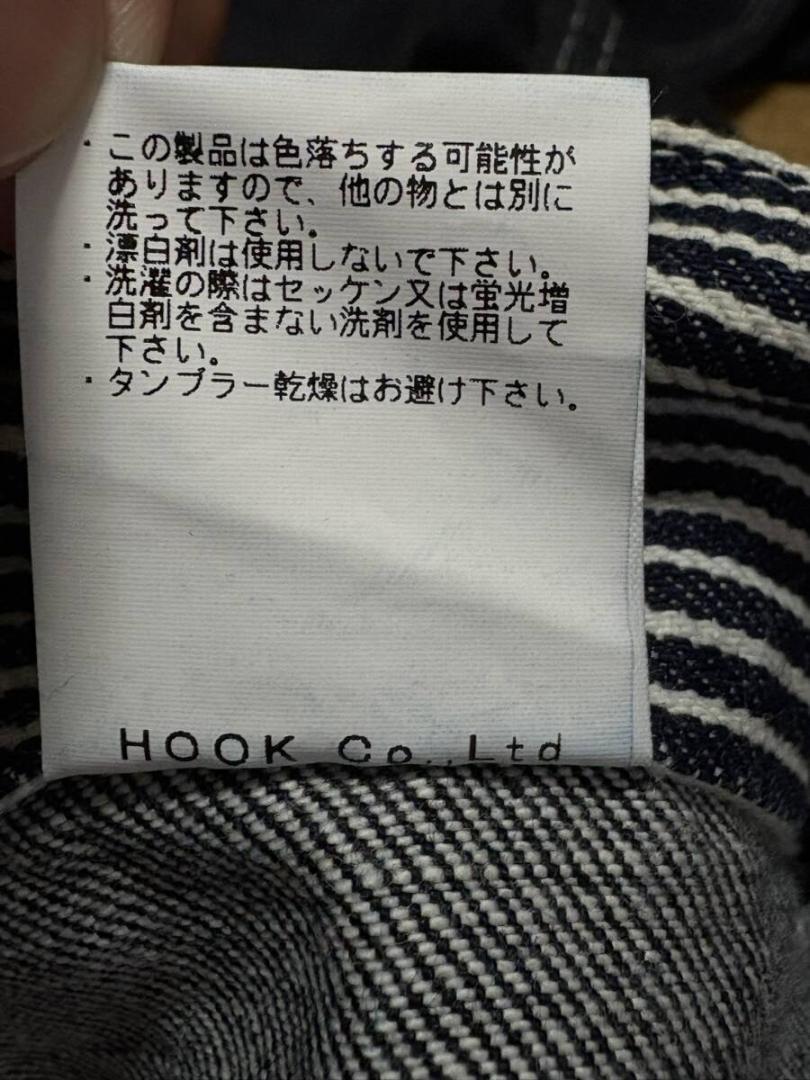 ・この製品は色落ちする可能性が
ありますので、他の物とは別に
洗って下さい。
・漂白剤は使用しないで下さい。
・洗濯の際はセッケン又は蛍光増
白剤を含まない洗剤を使用して
下さい。
・タンブラー乾燥はお避け下さい。
HOOK Co.,Ltd